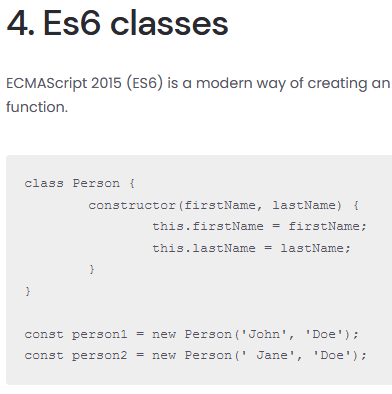 4. Es6 classes
ECMAScript 2015 (ES6) is a modern way of creating an
function.
class Person {
constructor(firstName, lastName) {
this.firstName = firstName;
this.lastName = lastName;
}
}
const person1 = new Person('John', 'Doe');
const person2 = new Person(' Jane', 'Doe');